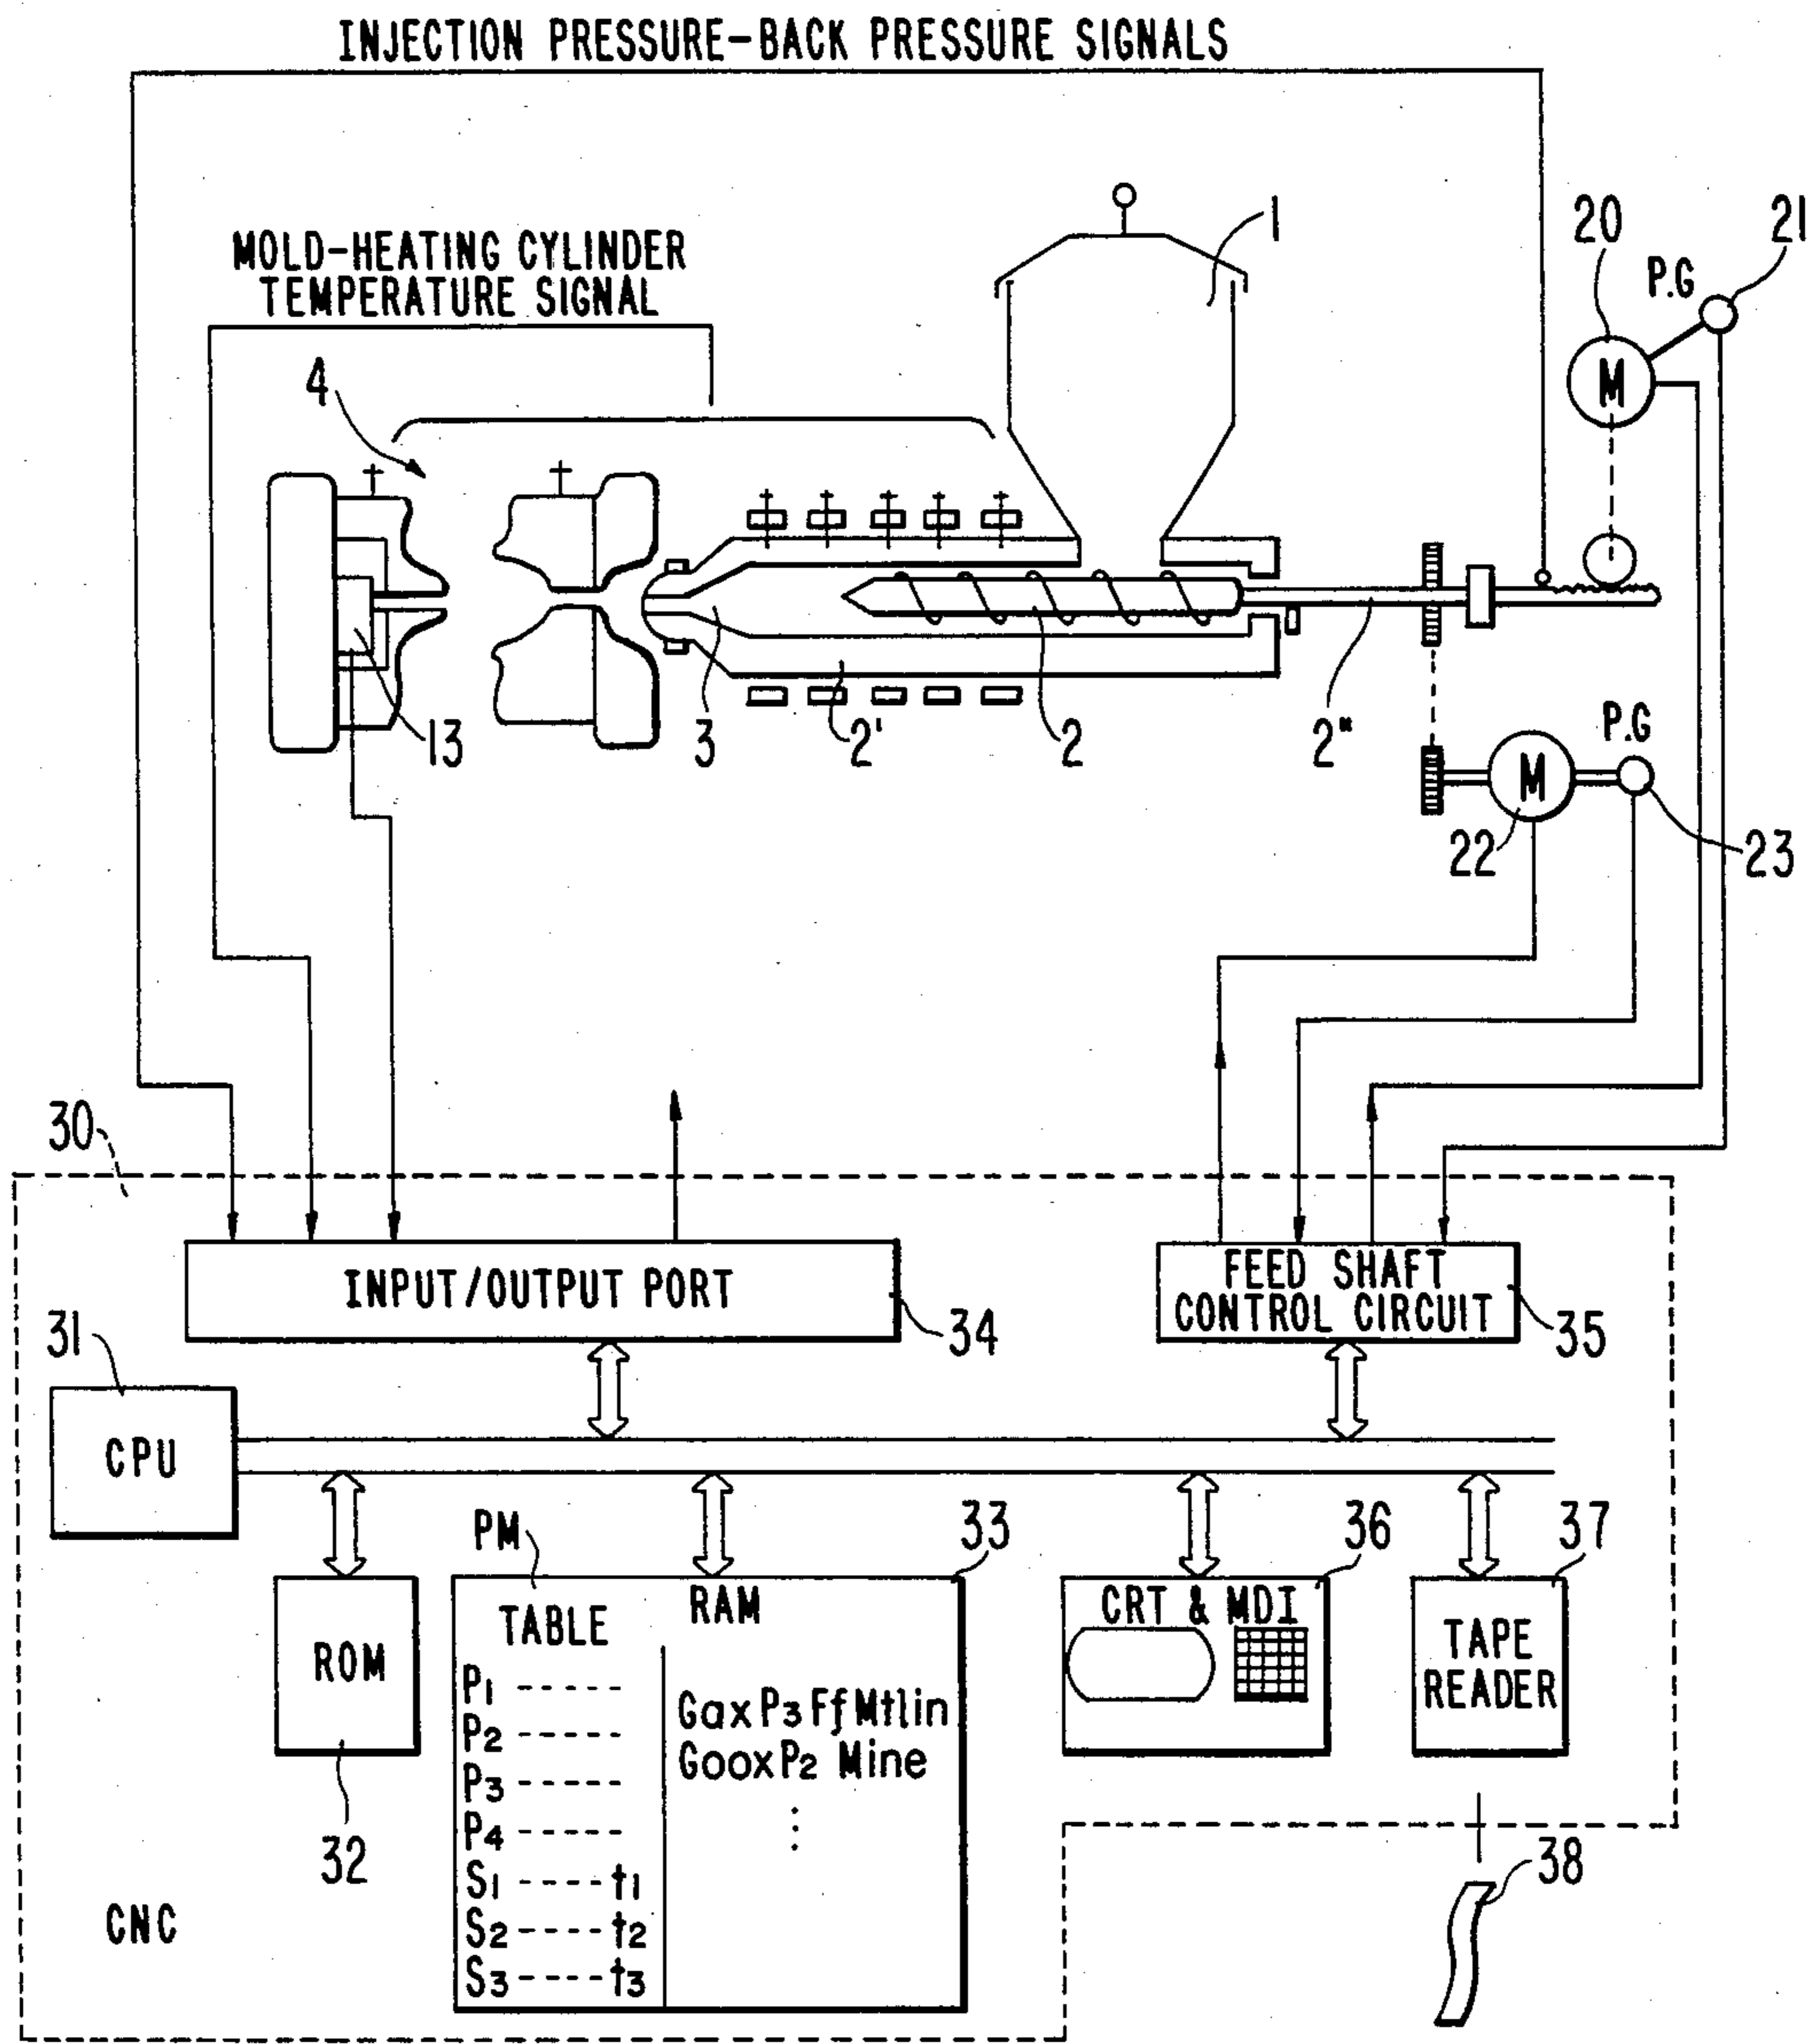 INJECTION PRESSURE-BACK PRESSURE SIGNALS
MOLD-HEATING CYLINDER
TEMPERATURE SIGNAL
1
20
21
P.G
M
4
13
3
2'
2
2"
P.G
M
22
23
30
INPUT/OUTPUT PORT
34
FEED SHAFT
CONTROL CIRCUIT
35
31
CPU
PM
33
36
37
ROM
32
TABLE
RAM
P1 -----
P2 -----
P3 -----
P4 -----
S1 ----t1
S2 ----t2
S3 ----t3
GaxP3FfMtlin
GooxP2 Mine
CRT & MDI
TAPE
READER
38
CNC